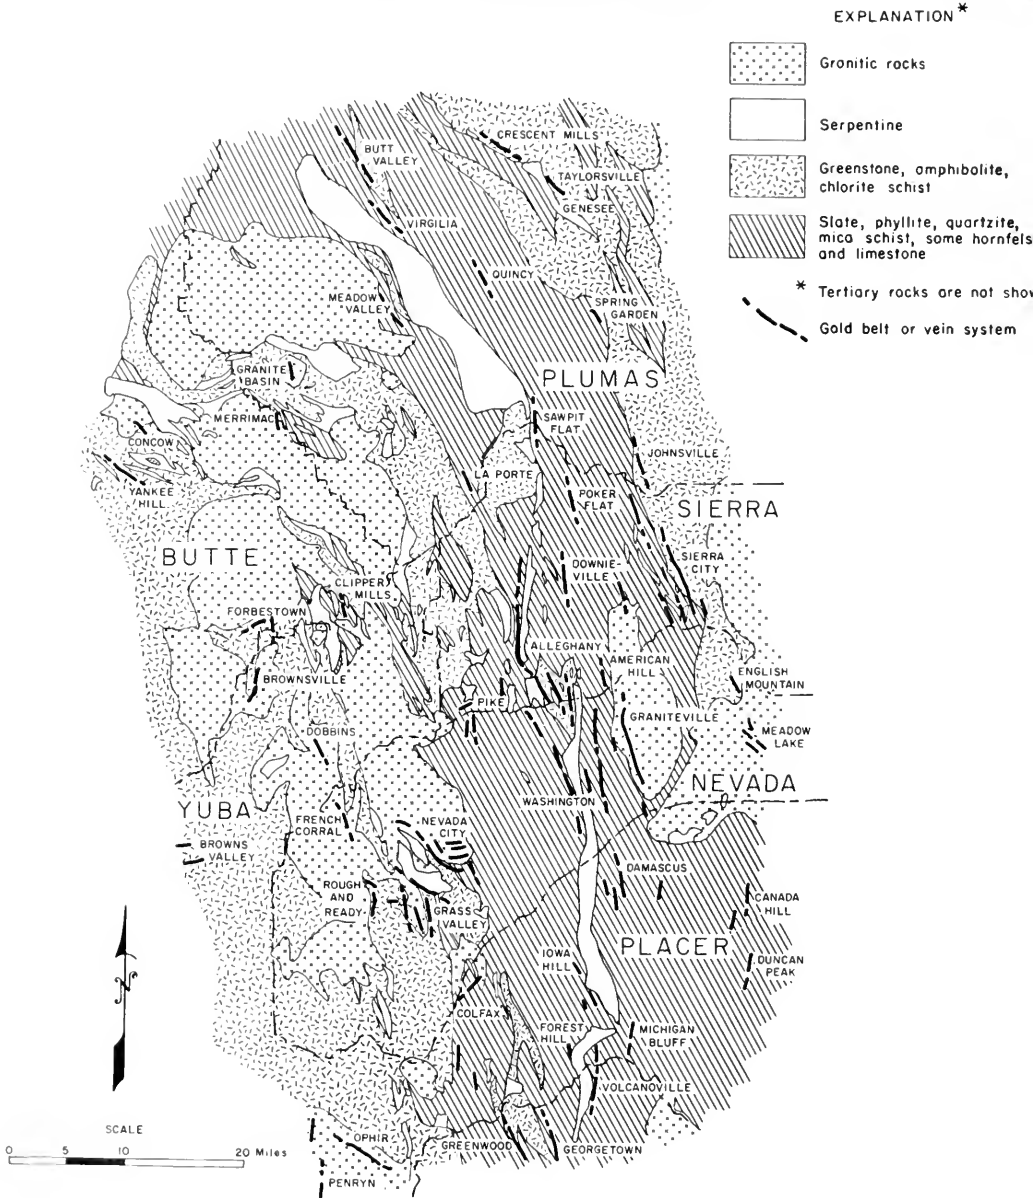 EXPLANATION *
Granitic rocks
Serpentine
Greenstone, amphibolite,
chlorite schist
Slate, phyllite, quartzite,
mica schist, some hornfels
and limestone
* Tertiary rocks are not show
Gold belt or vein system
CRESCENT MILLS
BUTT
VALLEY
TAYLORSVILLE
GENESEE
VIRGILIA
QUINCY
MEADOW
VALLEY
SPRING
GARDEN
GRANITE
BASIN
PLUMAS
MERRIMAC
SAWPIT
FLAT
CONCOW
JOHNSVILLE
LA PORTE
YANKEE
HILL
POKER
FLAT
SIERRA
BUTTE
SIERRA
CITY
DOWNIE-
VILLE
CLIPPER
MILLS
FORBESTOWN
ALLEGHANY
AMERICAN
HILL
BROWNSVILLE
ENGLISH
MOUNTAIN
PIKE
GRANITEVILLE
DOBBINS
MEADOW
LAKE
NEVADA
WASHINGTON
YUBA
FRENCH
CORRAL
NEVADA
CITY
BROWNS
VALLEY
DAMASCUS
ROUGH
AND
READY
GRASS
VALLEY
CANADA
HILL
PLACER
IOWA
HILL
DUNCAN
PEAK
COLFAX
FOREST
HILL
MICHIGAN
BLUFF
VOLCANOVILLE
N
SCALE
0 5 10 20 Miles
OPHIR
GREENWOOD
GEORGETOWN
PENRYN